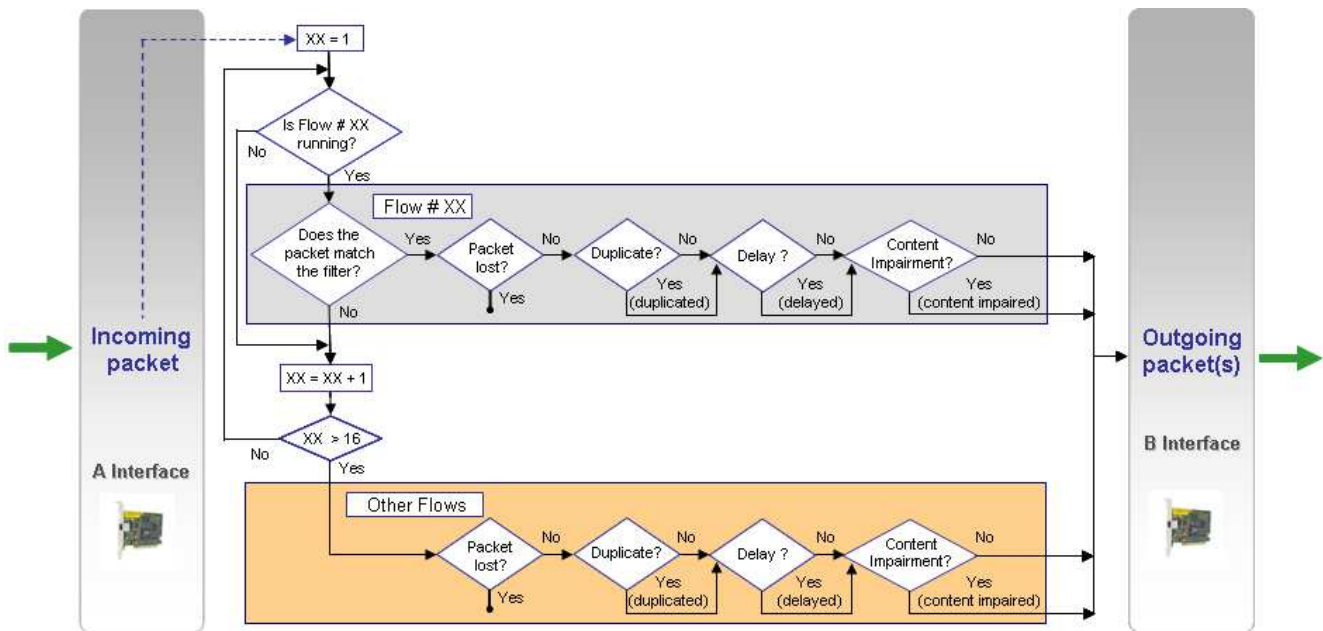 XX = 1
Is Flow # XX
running?
No
Yes
Flow # XX
Does the
packet match
the filter?
Yes
No
Packet
lost?
No
Yes
Duplicate?
No
Yes
(duplicated)
Delay ?
No
Yes
(delayed)
Content
Impairment?
No
Yes
(content impaired)
Incoming
packet
A Interface
XX = XX + 1
XX > 16
No
Yes
Other Flows
Packet
lost?
No
Yes
Duplicate?
No
Yes
(duplicated)
Delay ?
No
Yes
(delayed)
Content
Impairment?
No
Yes
(content impaired)
Outgoing
packet(s)
B Interface